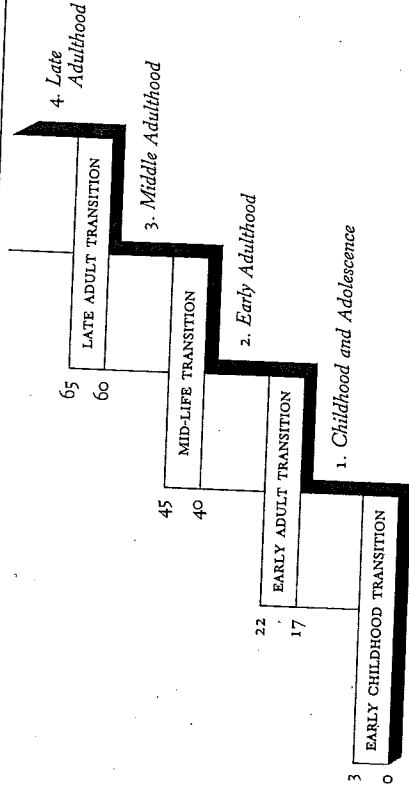 4. Late
Adulthood
65
LATE ADULT TRANSITION
60
3. Middle Adulthood
45
MID-LIFE TRANSITION
40
2. Early Adulthood
22
EARLY ADULT TRANSITION
17
1. Childhood and Adolescence
3
EARLY CHILDHOOD TRANSITION
0